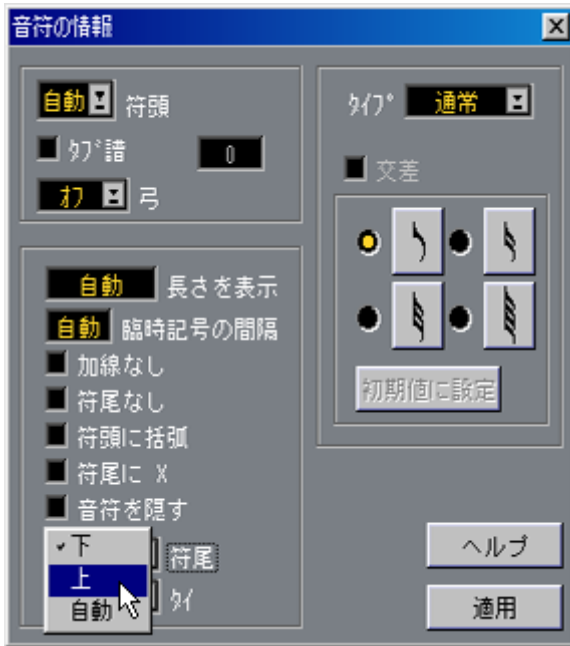 音符の情報
自動 符頭
ﾀﾌﾞ譜 0
ｵﾌ 弓
自動 長さを表示
自動 臨時記号の間隔
加線なし
符尾なし
符頭に括弧
符尾に X
音符を隠す
下
上
自動
符尾
ﾀｲ
ﾀｲﾌﾟ 通常
交差
初期値に設定
ヘルプ
適用